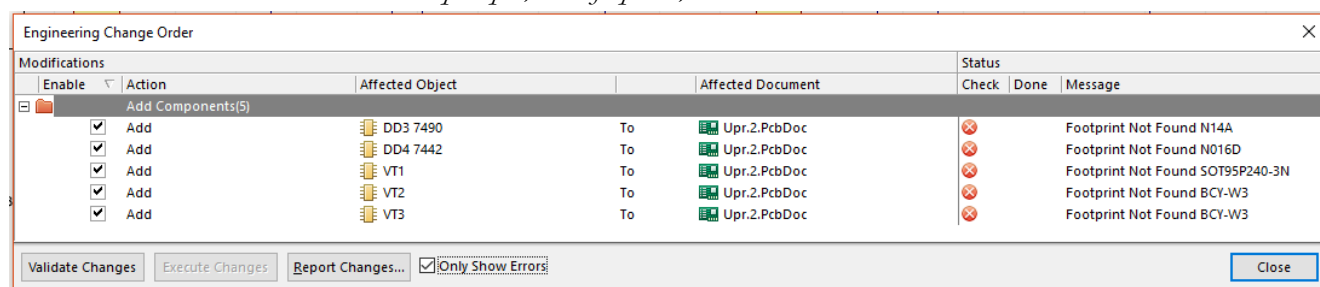 Engineering Change Order
Modifications Status
Enable Action Affected Object Affected Document Check Done Message
Add Components(5)
Add DD3 7490 To Upr.2.PcbDoc Footprint Not Found N14A
Add DD4 7442 To Upr.2.PcbDoc Footprint Not Found N016D
Add VT1 To Upr.2.PcbDoc Footprint Not Found SOT95P240-3N
Add VT2 To Upr.2.PcbDoc Footprint Not Found BCY-W3
Add VT3 To Upr.2.PcbDoc Footprint Not Found BCY-W3
Validate Changes Execute Changes Report Changes... Only Show Errors Close